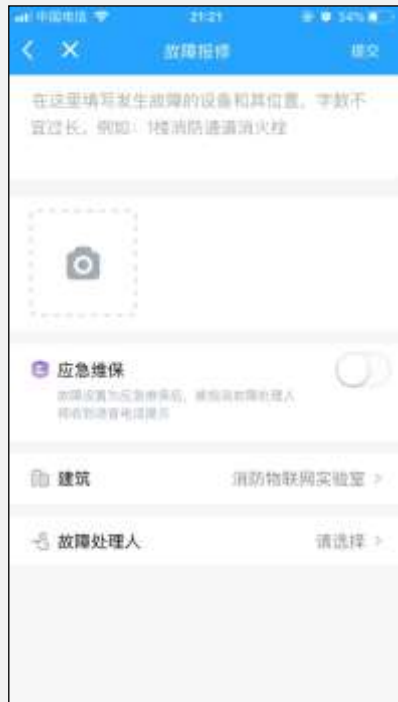 中国电信 21:21 54%
故障报修 提交
在这里填写发生故障的设备和其位置，字数不
宜过长，例如：1楼消防通道消火栓
应急维保
故障设置为应急维保后，被指派故障处理人
将收到语音电话提示
建筑 消防物联网实验室 >
故障处理人 请选择 >